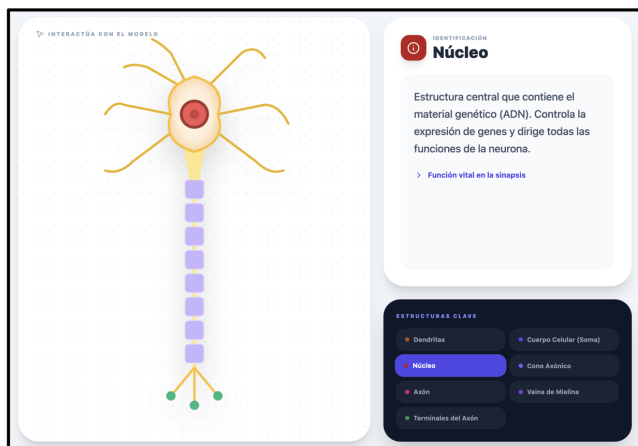 INTERACTÚA CON EL MODELO
IDENTIFICACIÓN
Núcleo
Estructura central que contiene el
material genético (ADN). Controla la
expresión de genes y dirige todas las
funciones de la neurona.
Función vital en la sinapsis
ESTRUCTURAS CLAVE
Dendritas
Cuerpo Celular (Soma)
Núcleo
Cono Axónico
Axón
Vaina de Mielina
Terminales del Axón